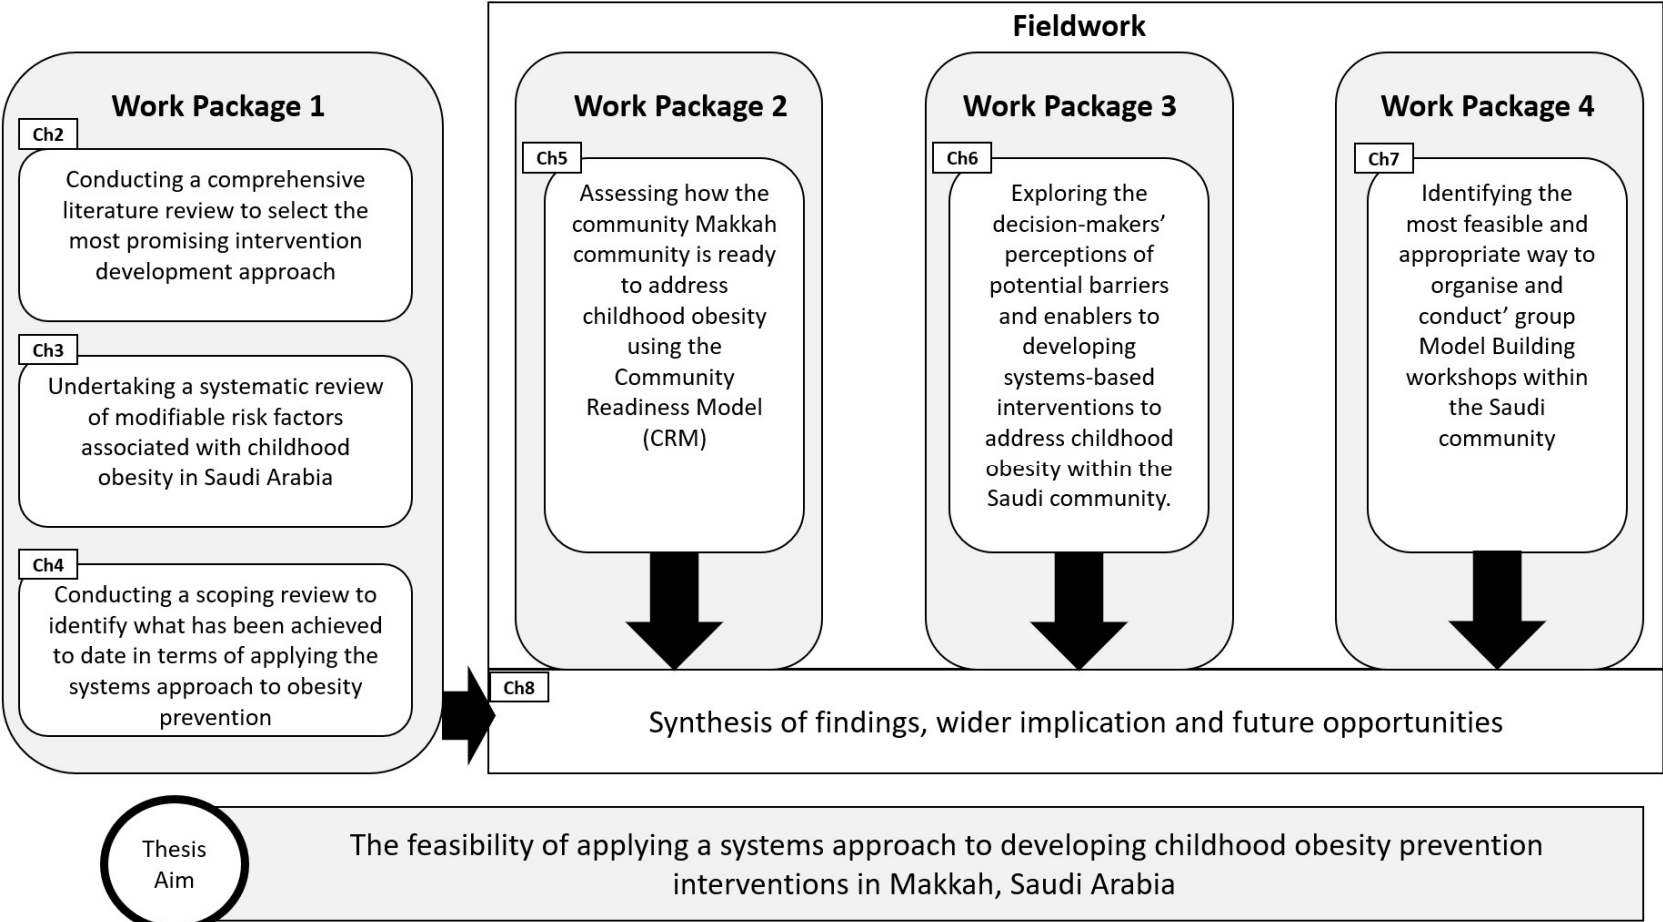 Fieldwork
Work Package 1
Ch2
Conducting a comprehensive
literature review to select the
most promising intervention
development approach
Ch3
Undertaking a systematic review
of modifiable risk factors
associated with childhood
obesity in Saudi Arabia
Ch4
Conducting a scoping review to
identify what has been achieved
to date in terms of applying the
systems approach to obesity
prevention
Work Package 2
Ch5
Assessing how the
community Makkah
community is ready
to address
childhood obesity
using the
Community
Readiness Model
(CRM)
Work Package 3
Ch6
Exploring the
decision-makers’
perceptions of
potential barriers
and enablers to
developing
systems-based
interventions to
address childhood
obesity within the
Saudi community.
Work Package 4
Ch7
Identifying the
most feasible and
appropriate way to
organise and
conduct’ group
Model Building
workshops within
the Saudi
community
Ch8
Synthesis of findings, wider implication and future opportunities
Thesis
Aim
The feasibility of applying a systems approach to developing childhood obesity prevention
interventions in Makkah, Saudi Arabia